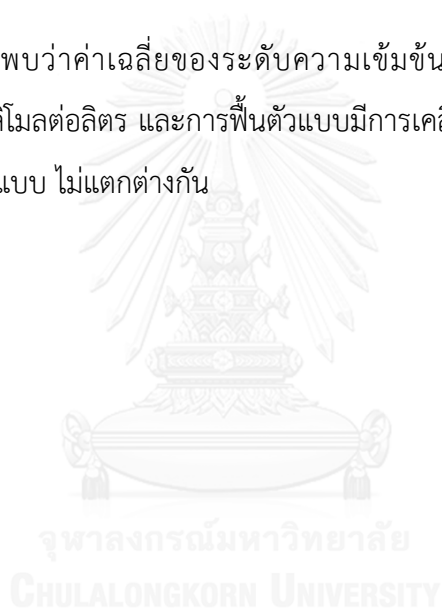 พบว่าค่าเฉลี่ยของระดับความเข้มข้น
โมลต่อลิตร และการฟื้นตัวแบบมีการเคลื่
แบบ ไม่แตกต่างกัน
จุฬาลงกรณ์มหาวิทยาลัย
CHULALONGKORN UNIVERSITY